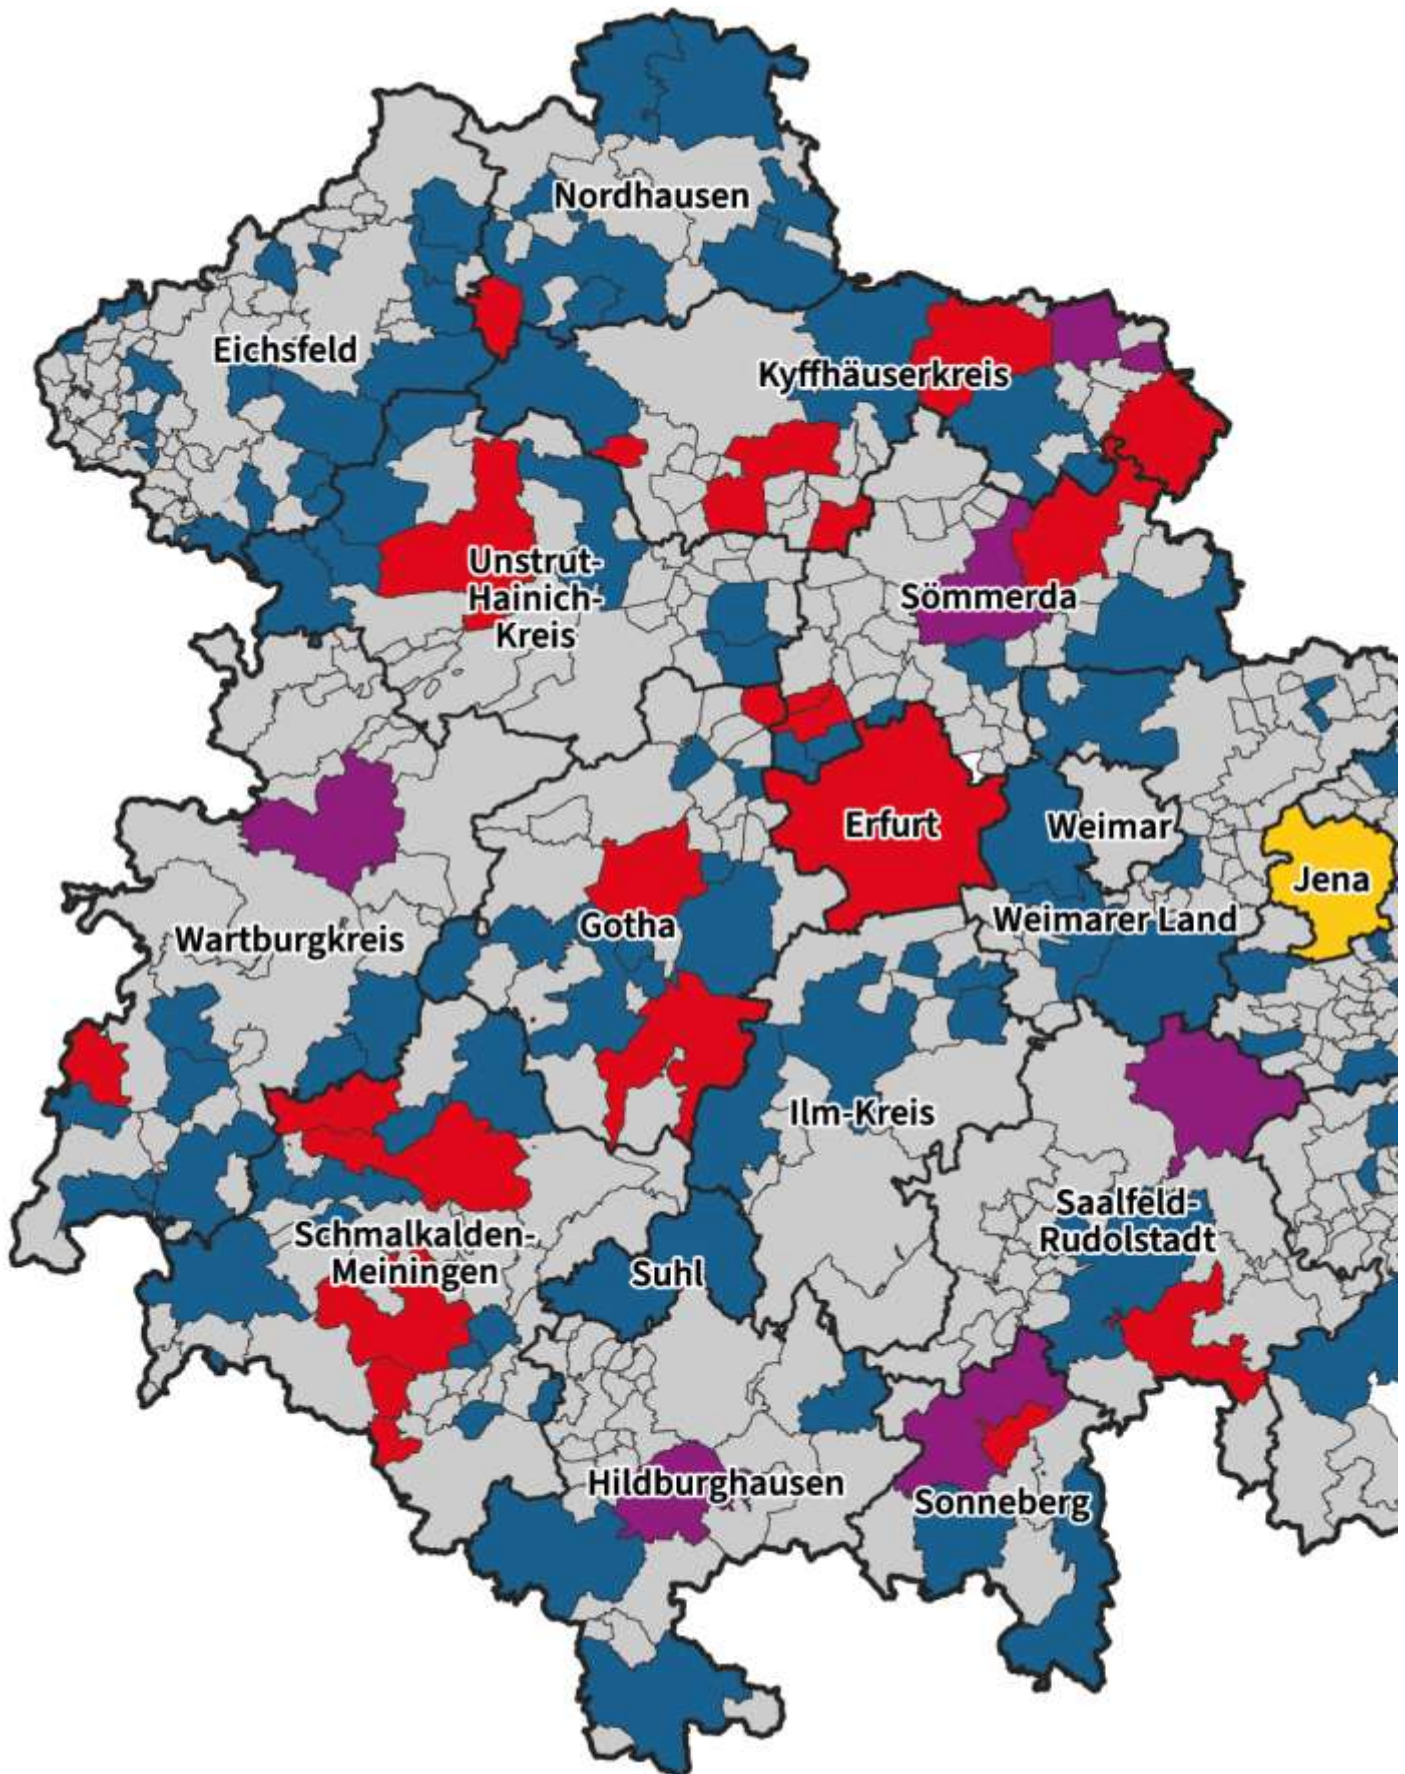 Nordhausen
Eichsfeld
Kyffhäuserkreis
Unstrut-
Hainich-
Kreis
Sömmerda
Erfurt
Weimar
Jena
Gotha
Weimarer Land
Wartburgkreis
Ilm-Kreis
Saalfeld-
Rudolstadt
Schmalkalden-
Meiningen
Suhl
Hildburghausen
Sonneberg